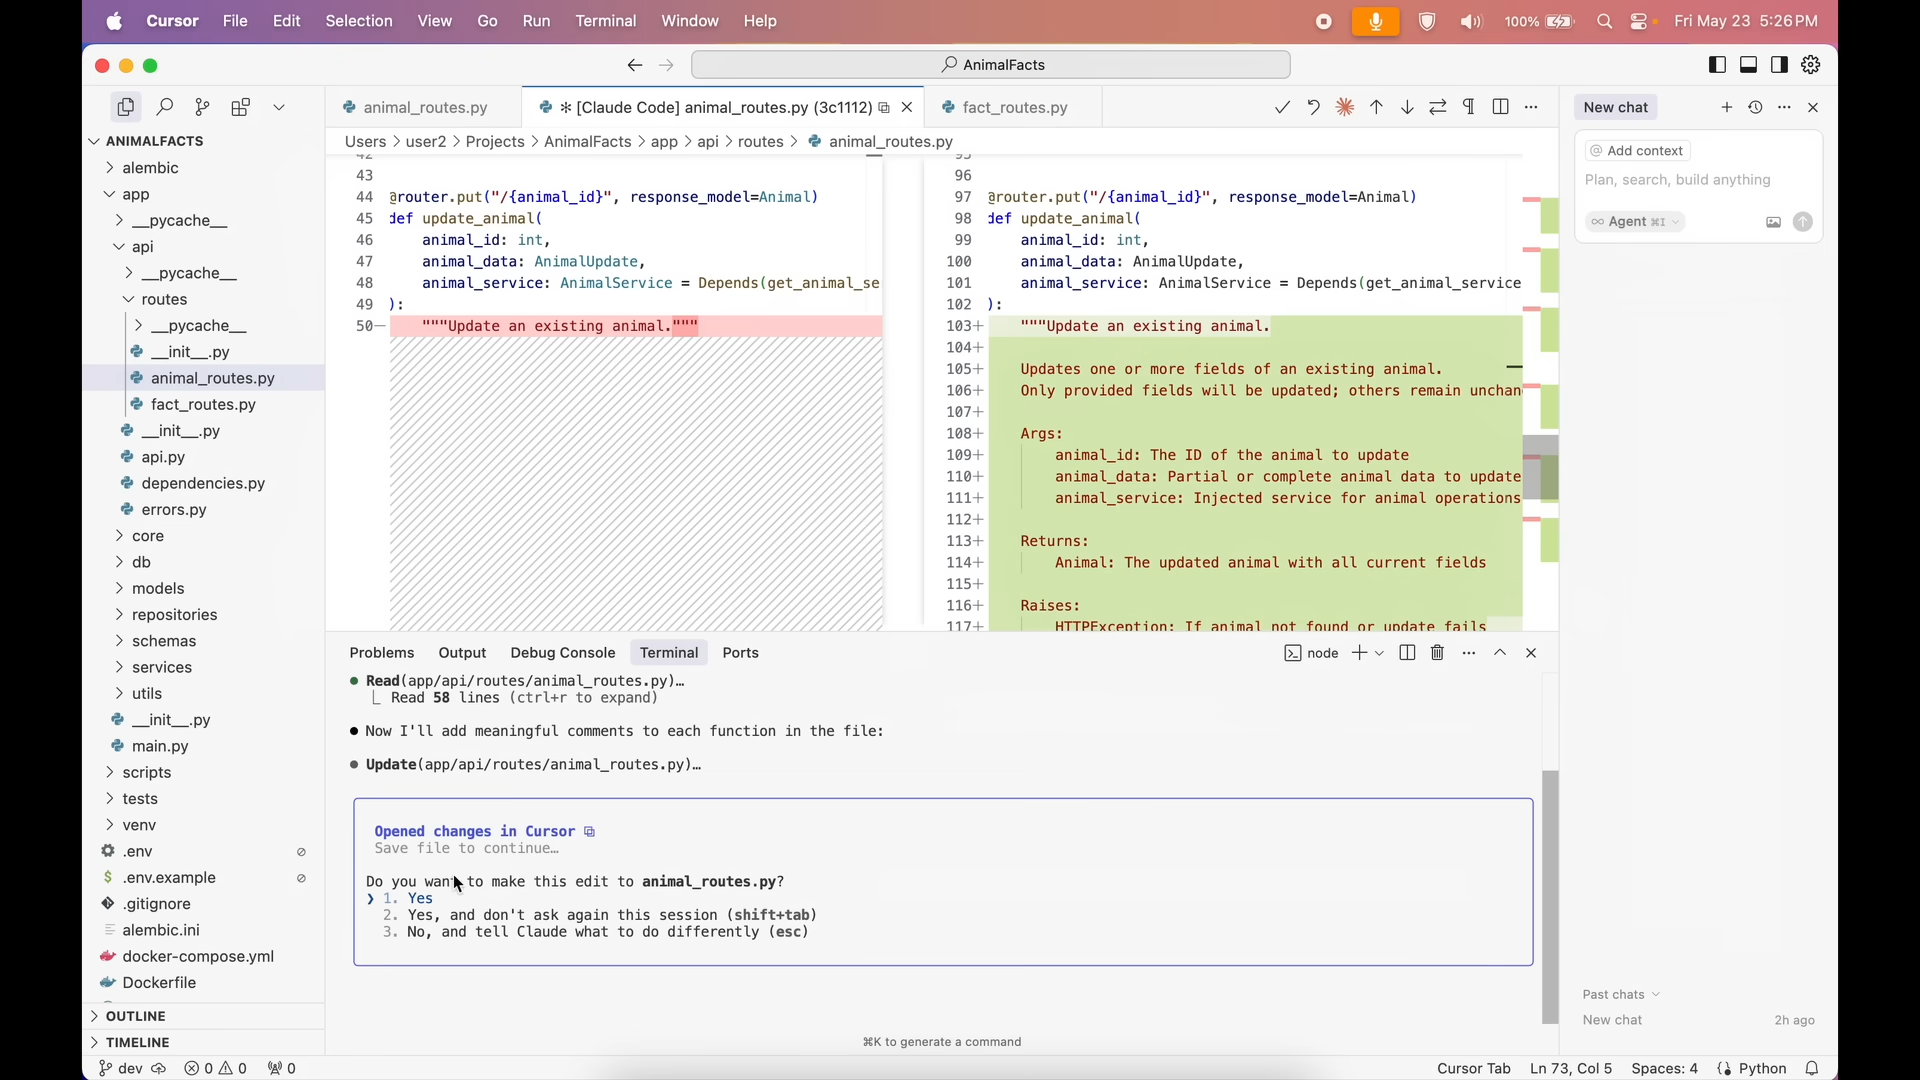 Cursor File Edit Selection View Go Run Terminal Window Help 100% Fri May 23 5:26 PM
AnimalFacts
animal_routes.py
[Claude Code] animal_routes.py (3c1112)
fact_routes.py
Users > user2 > Projects > AnimalFacts > app > api > routes > animal_routes.py
ANIMALFACTS
alembic
app
__pycache__
api
__pycache__
routes
__pycache__
__init__.py
animal_routes.py
fact_routes.py
__init__.py
api.py
dependencies.py
errors.py
core
db
models
repositories
schemas
services
utils
__init__.py
main.py
scripts
tests
venv
.env
.env.example
.gitignore
alembic.ini
docker-compose.yml
Dockerfile
OUTLINE
TIMELINE
42
43
44 @router.put("/{animal_id}", response_model=Animal)
45 def update_animal(
46 animal_id: int,
47 animal_data: AnimalUpdate,
48 animal_service: AnimalService = Depends(get_animal_se
49 ):
50− """Update an existing animal."""
95
96
97 @router.put("/{animal_id}", response_model=Animal)
98 def update_animal(
99 animal_id: int,
100 animal_data: AnimalUpdate,
101 animal_service: AnimalService = Depends(get_animal_service
102 ):
103+ """Update an existing animal.
104+
105+ Updates one or more fields of an existing animal.
106+ Only provided fields will be updated; others remain unchan
107+
108+ Args:
109+ animal_id: The ID of the animal to update
110+ animal_data: Partial or complete animal data to update
111+ animal_service: Injected service for animal operations
112+
113+ Returns:
114+ Animal: The updated animal with all current fields
115+
116+ Raises:
117+ HTTPException: If animal not found or update fails
Problems Output Debug Console Terminal Ports
node
Read(app/api/routes/animal_routes.py)…
Read 58 lines (ctrl+r to expand)
Now I'll add meaningful comments to each function in the file:
Update(app/api/routes/animal_routes.py)…
Opened changes in Cursor
Save file to continue…
Do you want to make this edit to animal_routes.py?
❯ 1. Yes
2. Yes, and don't ask again this session (shift+tab)
3. No, and tell Claude what to do differently (esc)
⌘K to generate a command
New chat
@ Add context
Plan, search, build anything
∞ Agent ⌘I
Past chats
New chat 2h ago
dev 0 0 0
Cursor Tab Ln 73, Col 5 Spaces: 4 Python